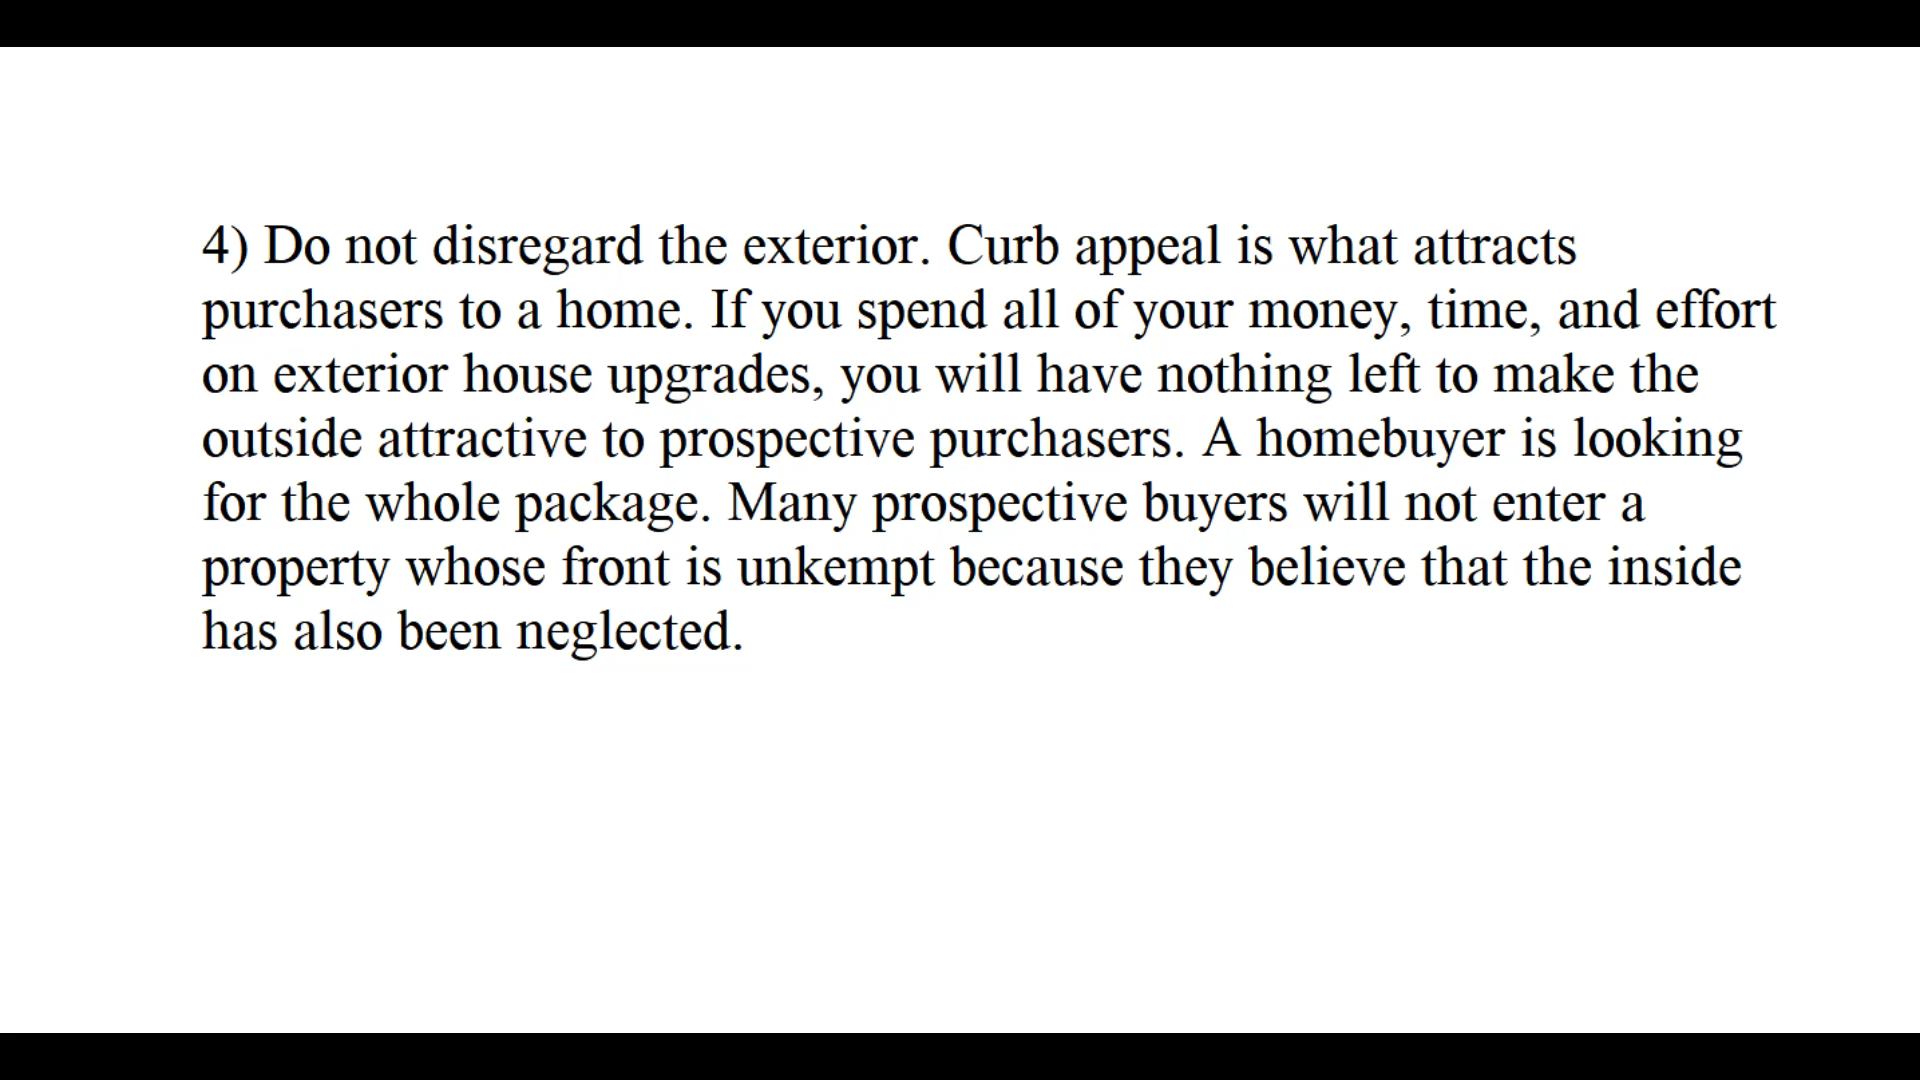 4) Do not disregard the exterior. Curb appeal is what attracts
purchasers to a home. If you spend all of your money, time, and effort
on exterior house upgrades, you will have nothing left to make the
outside attractive to prospective purchasers. A homebuyer is looking
for the whole package. Many prospective buyers will not enter a
property whose front is unkempt because they believe that the inside
has also been neglected.